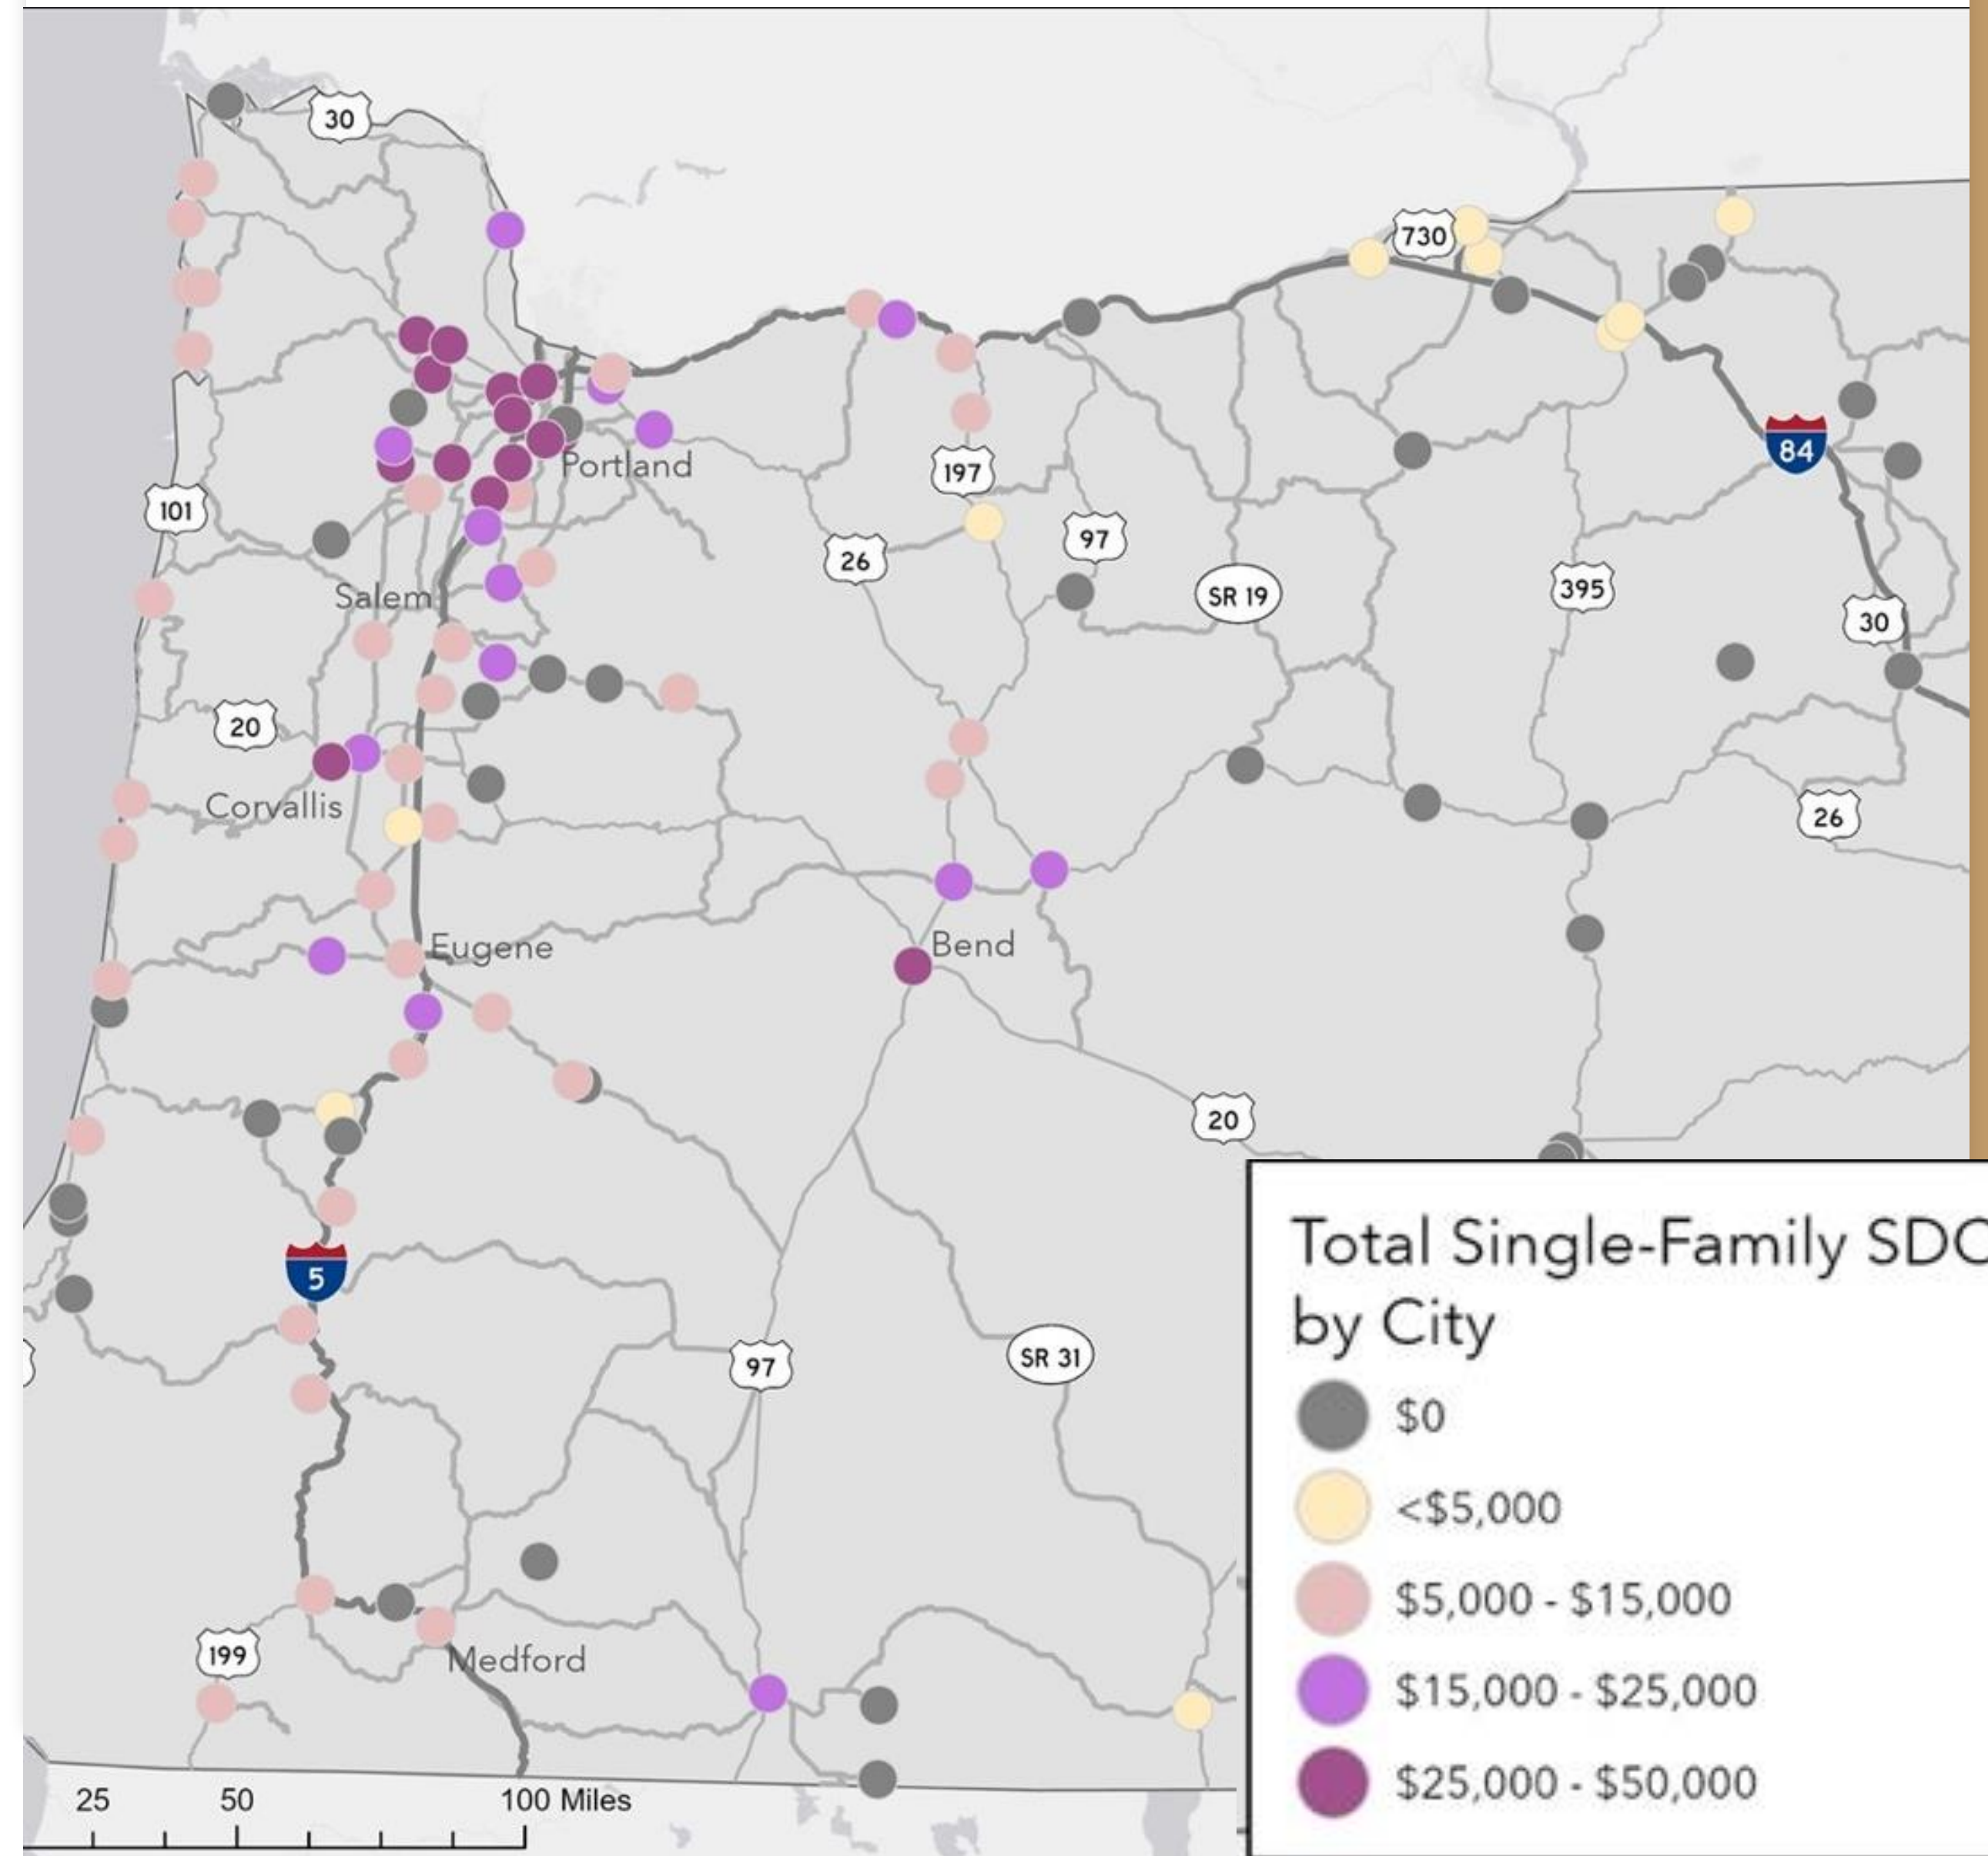 30
730
84
Portland
197
101
97
26
Salem
SR 19
395
30
20
Corvallis
26
Eugene
Bend
20
5
97
SR 31
199
Medford
25 50 100 Miles
Total Single-Family SDC
by City
$0
<$5,000
$5,000 - $15,000
$15,000 - $25,000
$25,000 - $50,000